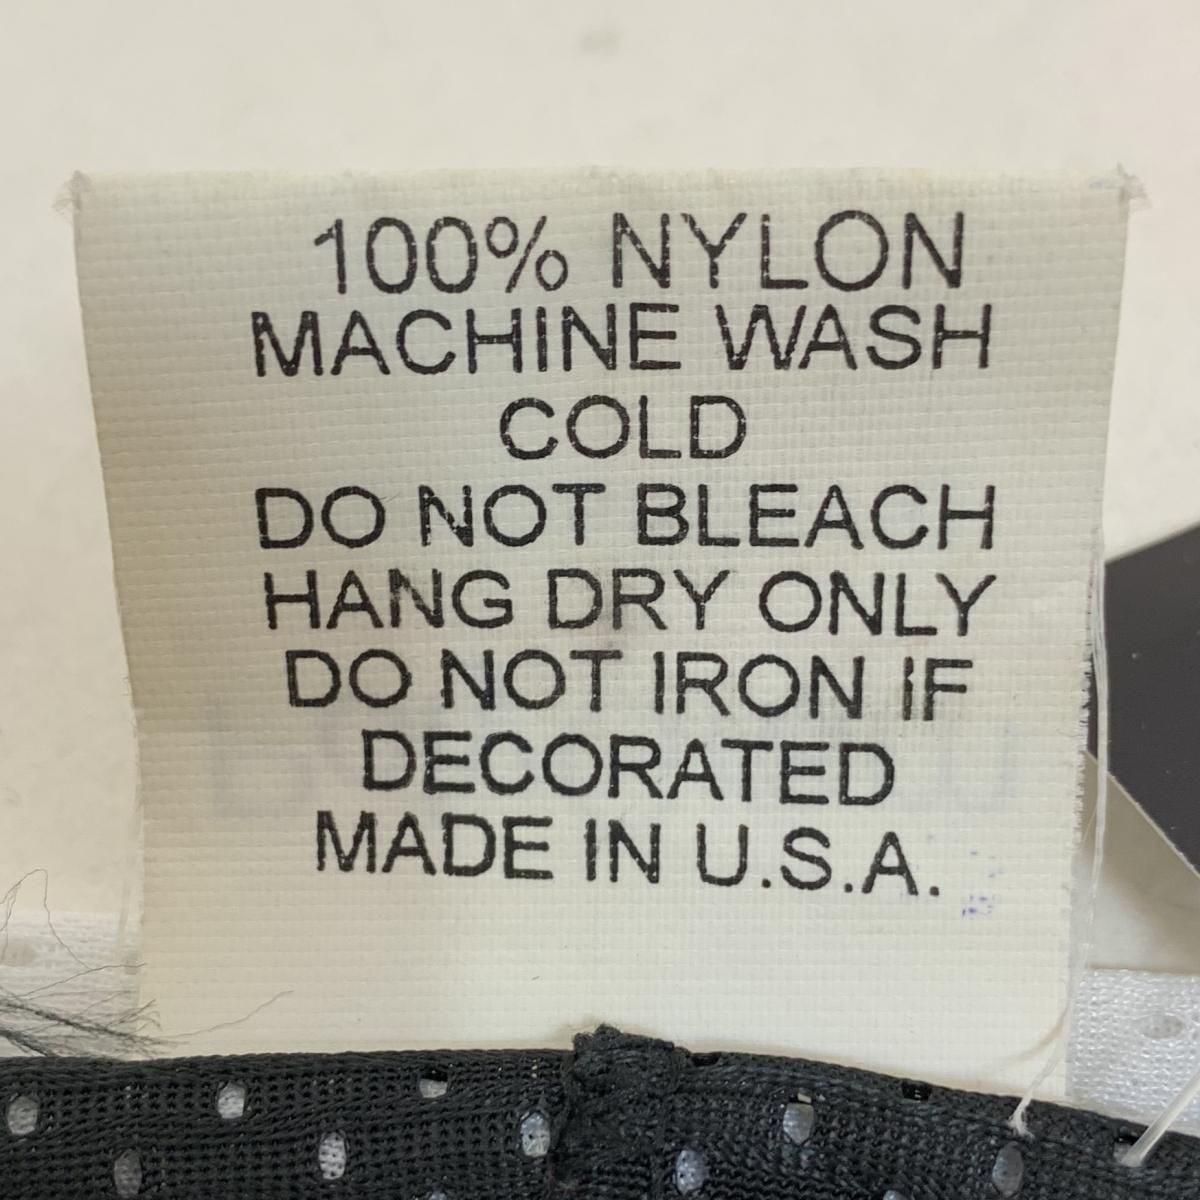 100% NYLON
MACHINE WASH
COLD
DO NOT BLEACH
HANG DRY ONLY
DO NOT IRON IF
DECORATED
MADE IN U.S.A.